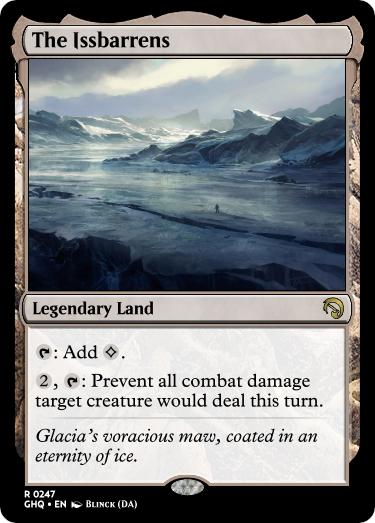 The Issbarrens
Legendary Land
: Add .
2, : Prevent all combat damage
target creature would deal this turn.
Glacia's voracious maw, coated in an
eternity of ice.
R 0247
GHQ • EN BLINCK (DA)